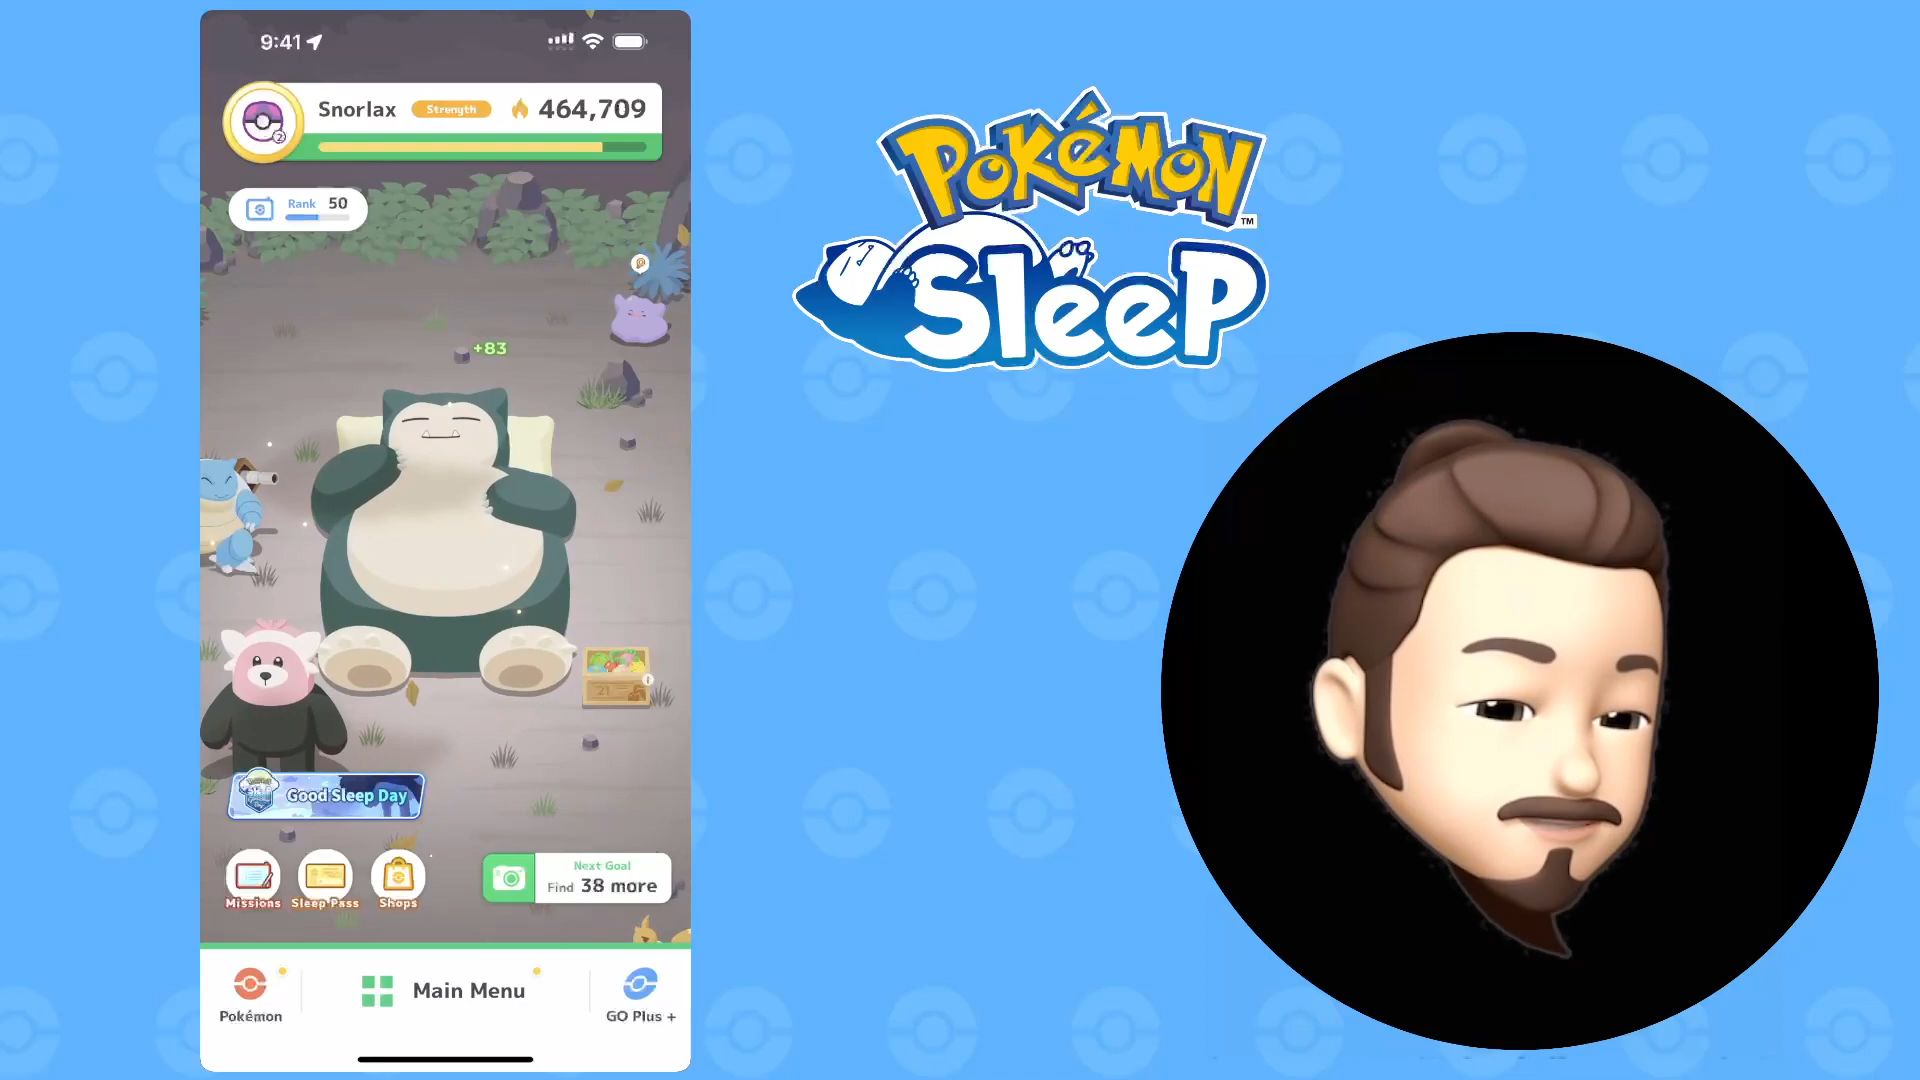 9:41
Snorlax Strength 464,709
2
Rank 50
+83
21
Good Sleep Day
Missions Sleep Pass Shops
Next Goal
Find 38 more
Pokémon
Main Menu
GO Plus +
POKéMON
TM
Sleep